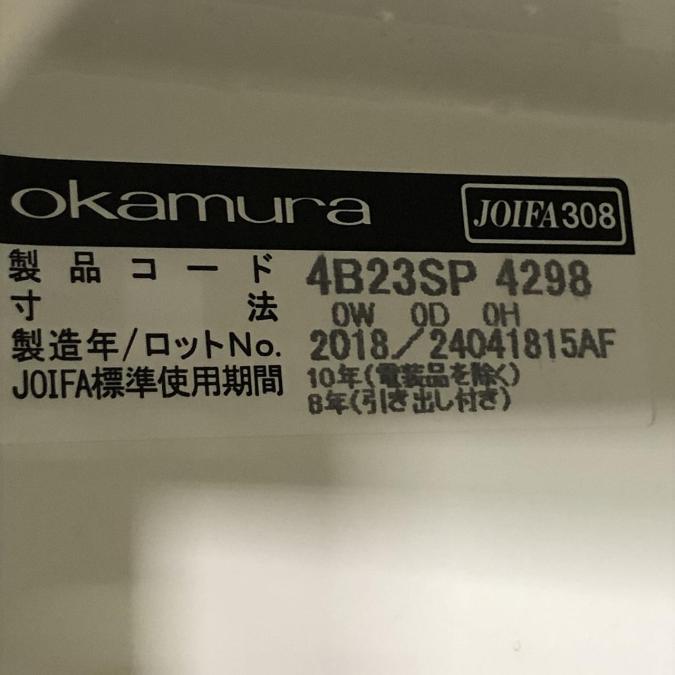 okamura JOIFA308
製品コード 4B23SP 4298
寸法 0W 0D 0H
製造年/ロットNo. 2018/24041815AF
JOIFA標準使用期間 10年(電装品を除く)
8年(引き出し付き)